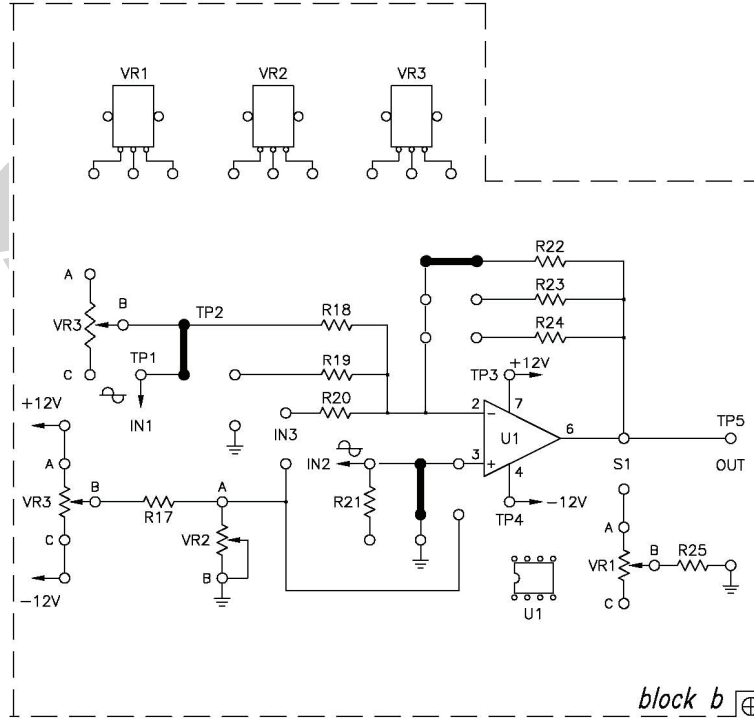 VR1 VR2 VR3
R22
A
R23
B TP2 R18
VR3 R24
TP1 R19 TP3 +12V
C
R20 2 − 7
+12V IN1 IN3 6 TP5
U1
A IN2 3 + 4 S1 OUT
VR3 B A R21
R17 TP4 −12V
C VR2 A
B R25
VR1
−12V B
C
U1
block b